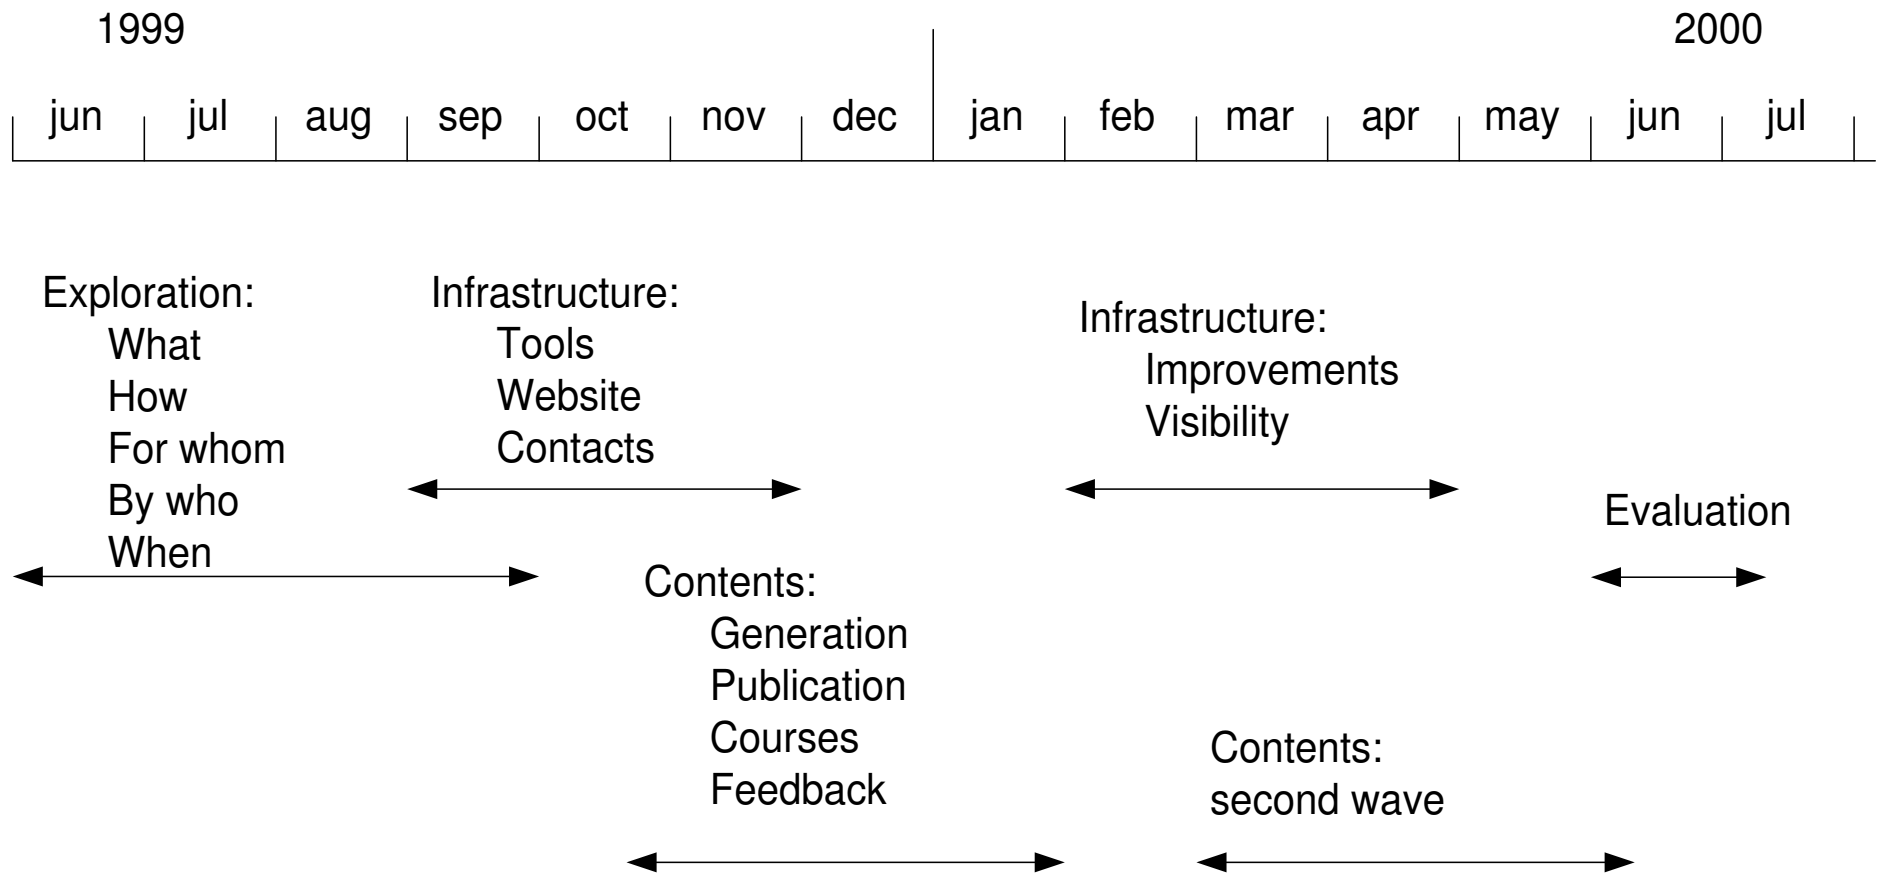 1999 2000
jun jul aug sep oct nov dec jan feb mar apr may jun jul
Exploration:
What
How
For whom
By who
When
Infrastructure:
Tools
Website
Contacts
Contents:
Generation
Publication
Courses
Feedback
Infrastructure:
Improvements
Visibility
Contents:
second wave
Evaluation